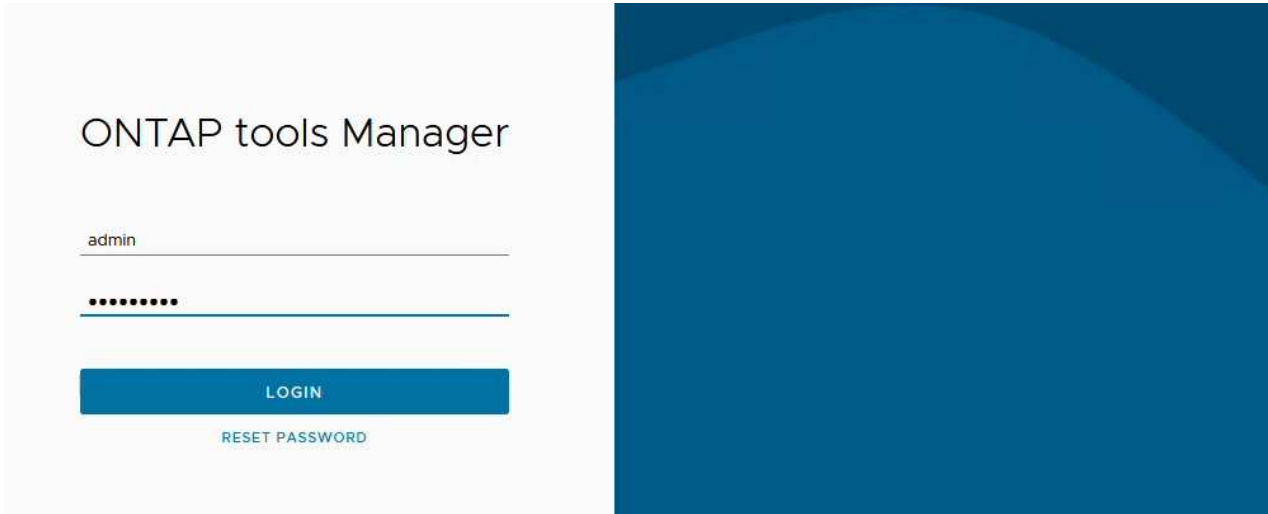 ONTAP tools Manager
admin
•••••••••
LOGIN
RESET PASSWORD